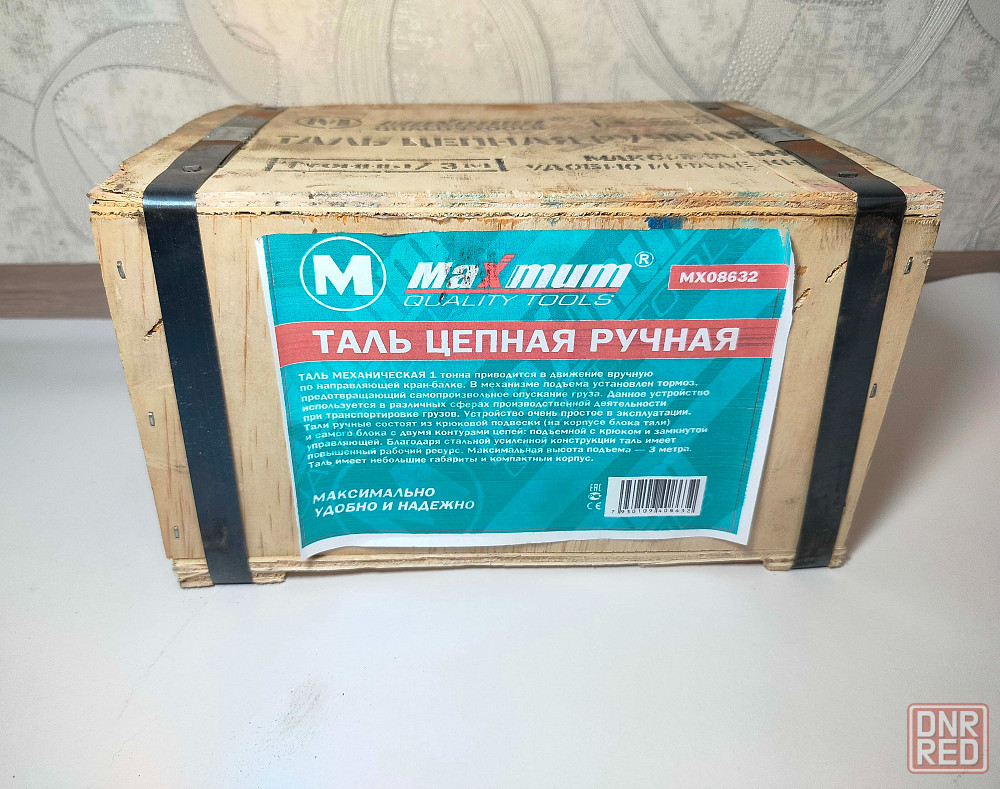 ТАЛЬ ЦЕПНАЯ
3м
УДОБНО И
M
Maxmum®
QUALITY TOOLS
MX08632
ТАЛЬ ЦЕПНАЯ РУЧНАЯ
ТАЛЬ МЕХАНИЧЕСКАЯ 1 тонна приводится в движение вручную
по направляющей кран-балке. В механизме подъема установлен тормоз,
предотвращающий самопроизвольное опускание груза. Данное устройство
используется в различных сферах производственной деятельности
при транспортировке грузов. Устройство очень простое в эксплуатации.
Тали ручные состоят из крюковой подвески (на корпусе блока тали)
и самого блока с двумя контурами цепей: подъемной с крюком и замкнутой
управляющей. Благодаря стальной усиленной конструкции таль имеет
повышенный рабочий ресурс. Максимальная высота подъема — 3 метра.
Таль имеет небольшие габариты и компактный корпус.
МАКСИМАЛЬНО
УДОБНО И НАДЕЖНО
EAC
CE
DNR
RED